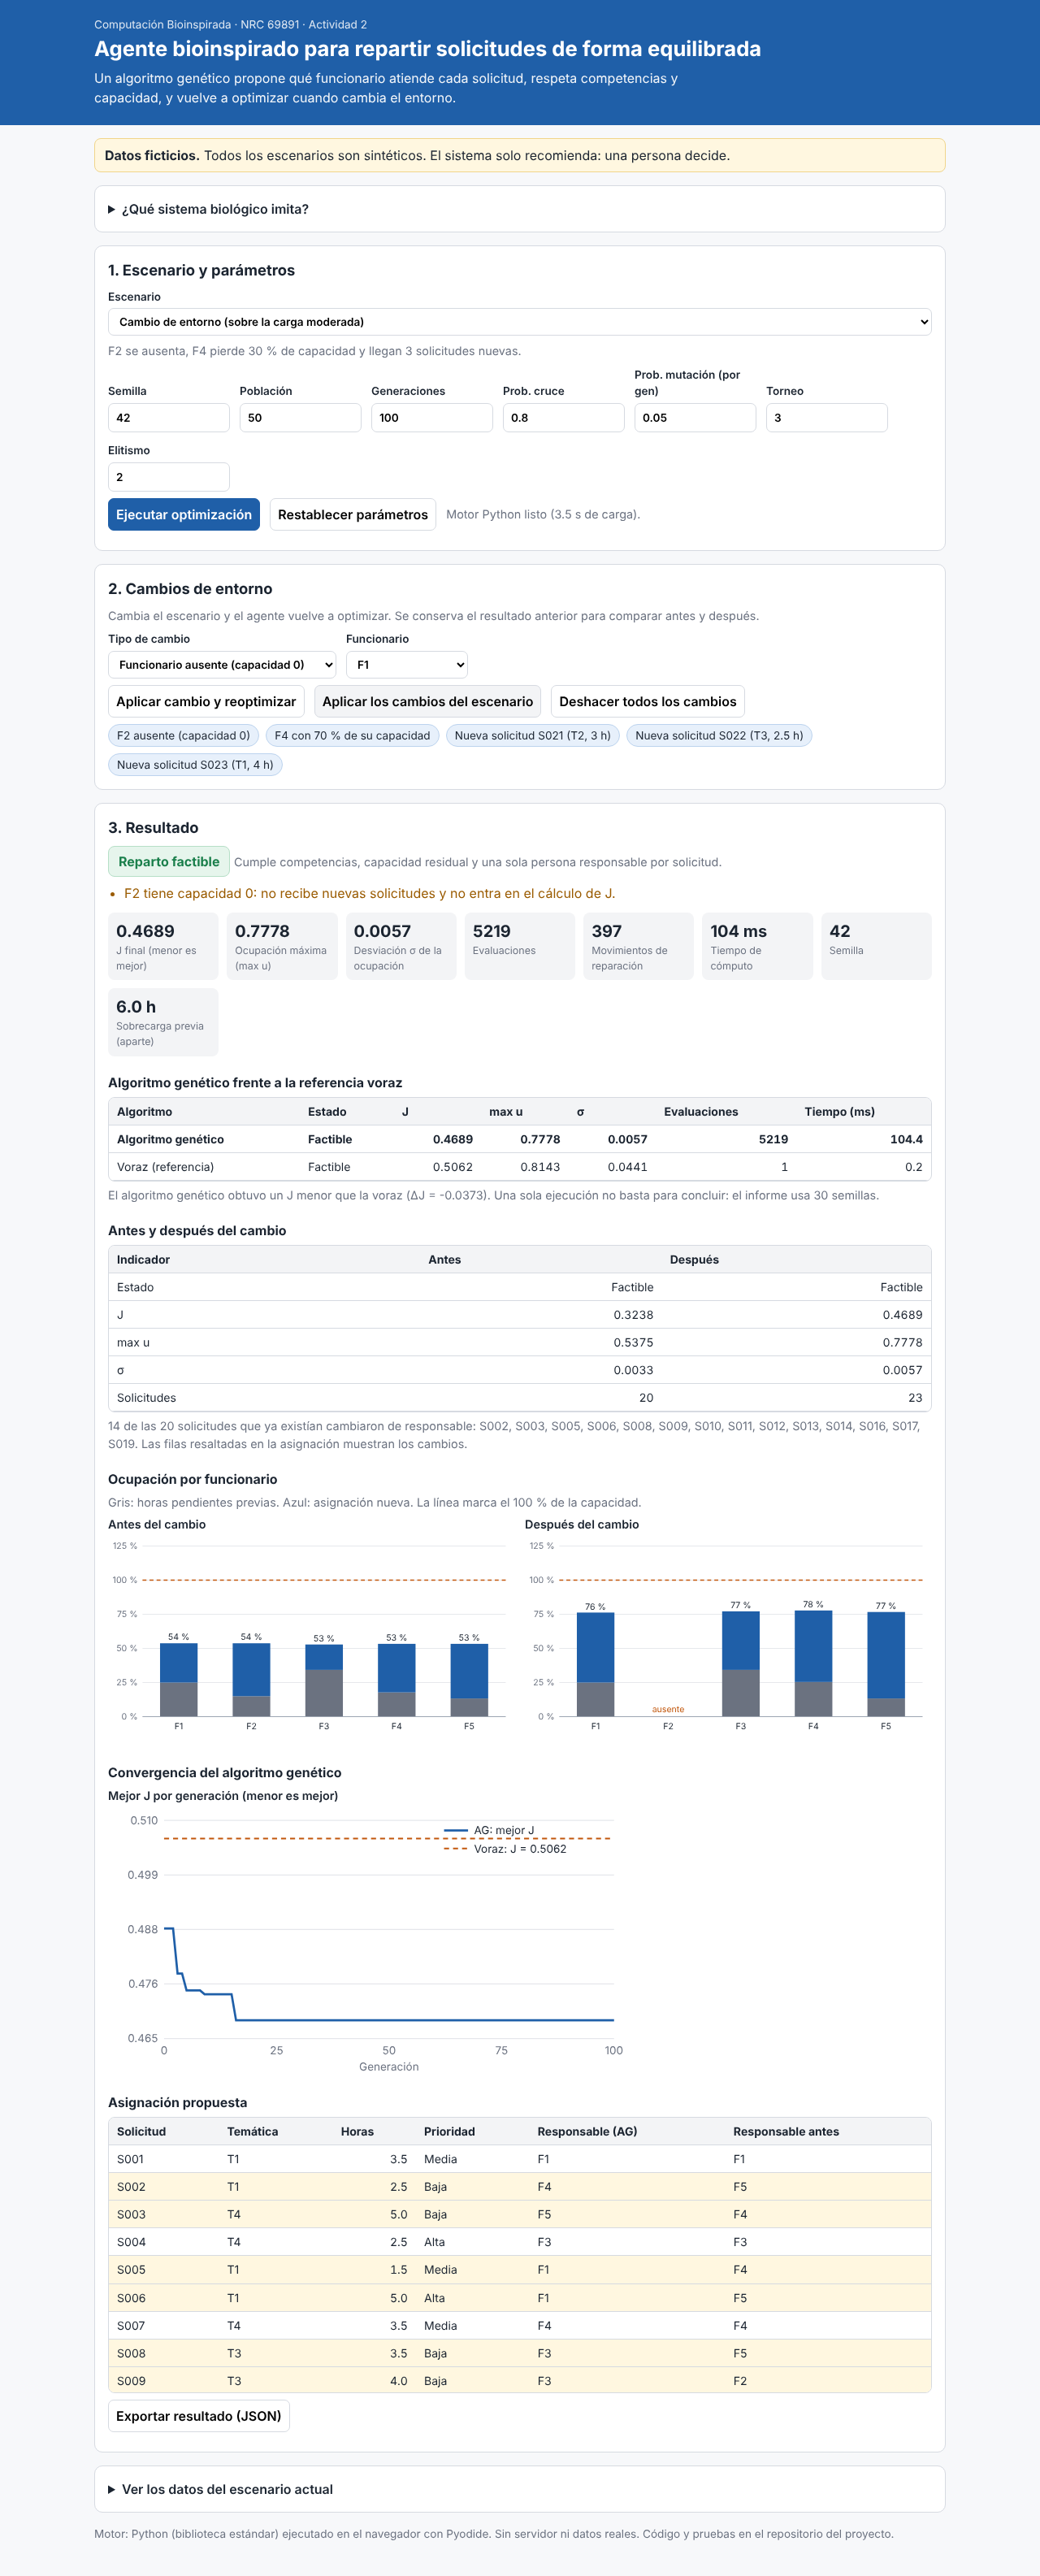 Computación Bioinspirada · NRC 69891 · Actividad 2
Agente bioinspirado para repartir solicitudes de forma equilibrada
Un algoritmo genético propone qué funcionario atiende cada solicitud, respeta competencias y
capacidad, y vuelve a optimizar cuando cambia el entorno.
Datos ficticios. Todos los escenarios son sintéticos. El sistema solo recomienda: una persona decide.
▶ ¿Qué sistema biológico imita?
1. Escenario y parámetros
Escenario
Cambio de entorno (sobre la carga moderada)
F2 se ausenta, F4 pierde 30 % de capacidad y llegan 3 solicitudes nuevas.
Semilla Población Generaciones Prob. cruce Prob. mutación (por gen) Torneo
42 50 100 0.8 0.05 3
Elitismo
2
Ejecutar optimización Restablecer parámetros Motor Python listo (3.5 s de carga).
2. Cambios de entorno
Cambia el escenario y el agente vuelve a optimizar. Se conserva el resultado anterior para comparar antes y después.
Tipo de cambio Funcionario
Funcionario ausente (capacidad 0) F1
Aplicar cambio y reoptimizar Aplicar los cambios del escenario Deshacer todos los cambios
F2 ausente (capacidad 0) F4 con 70 % de su capacidad Nueva solicitud S021 (T2, 3 h) Nueva solicitud S022 (T3, 2.5 h)
Nueva solicitud S023 (T1, 4 h)
3. Resultado
Reparto factible Cumple competencias, capacidad residual y una sola persona responsable por solicitud.
• F2 tiene capacidad 0: no recibe nuevas solicitudes y no entra en el cálculo de J.
0.4689 0.7778 0.0057 5219 397 104 ms 42
J final (menor es mejor) Ocupación máxima (max u) Desviación σ de la ocupación Evaluaciones Movimientos de reparación Tiempo de cómputo Semilla
6.0 h
Sobrecarga previa
(aparte)
Algoritmo genético frente a la referencia voraz
Algoritmo Estado J max u σ Evaluaciones Tiempo (ms)
Algoritmo genético Factible 0.4689 0.7778 0.0057 5219 104.4
Voraz (referencia) Factible 0.5062 0.8143 0.0441 1 0.2
El algoritmo genético obtuvo un J menor que la voraz (ΔJ = -0.0373). Una sola ejecución no basta para concluir: el informe usa 30 semillas.
Antes y después del cambio
Indicador Antes Después
Estado Factible Factible
J 0.3238 0.4689
max u 0.5375 0.7778
σ 0.0033 0.0057
Solicitudes 20 23
14 de las 20 solicitudes que ya existían cambiaron de responsable: S002, S003, S005, S006, S008, S009, S010, S011, S012, S013, S014, S016, S017,
S019. Las filas resaltadas en la asignación muestran los cambios.
Ocupación por funcionario
Gris: horas pendientes previas. Azul: asignación nueva. La línea marca el 100 % de la capacidad.
Antes del cambio
125 %
100 %
75 %
50 %
25 %
0 %
54 % 54 % 53 % 53 % 53 %
F1 F2 F3 F4 F5
Después del cambio
125 %
100 %
75 %
50 %
25 %
0 %
76 % ausente 77 % 78 % 77 %
F1 F2 F3 F4 F5
Convergencia del algoritmo genético
Mejor J por generación (menor es mejor)
0.510
0.499
0.488
0.476
0.465
AG: mejor J
Voraz: J = 0.5062
0 25 50 75 100
Generación
Asignación propuesta
Solicitud Temática Horas Prioridad Responsable (AG) Responsable antes
S001 T1 3.5 Media F1 F1
S002 T1 2.5 Baja F4 F5
S003 T4 5.0 Baja F5 F4
S004 T4 2.5 Alta F3 F3
S005 T1 1.5 Media F1 F4
S006 T1 5.0 Alta F1 F5
S007 T4 3.5 Media F4 F4
S008 T3 3.5 Baja F3 F5
S009 T3 4.0 Baja F3 F2
Exportar resultado (JSON)
▶ Ver los datos del escenario actual
Motor: Python (biblioteca estándar) ejecutado en el navegador con Pyodide. Sin servidor ni datos reales. Código y pruebas en el repositorio del proyecto.